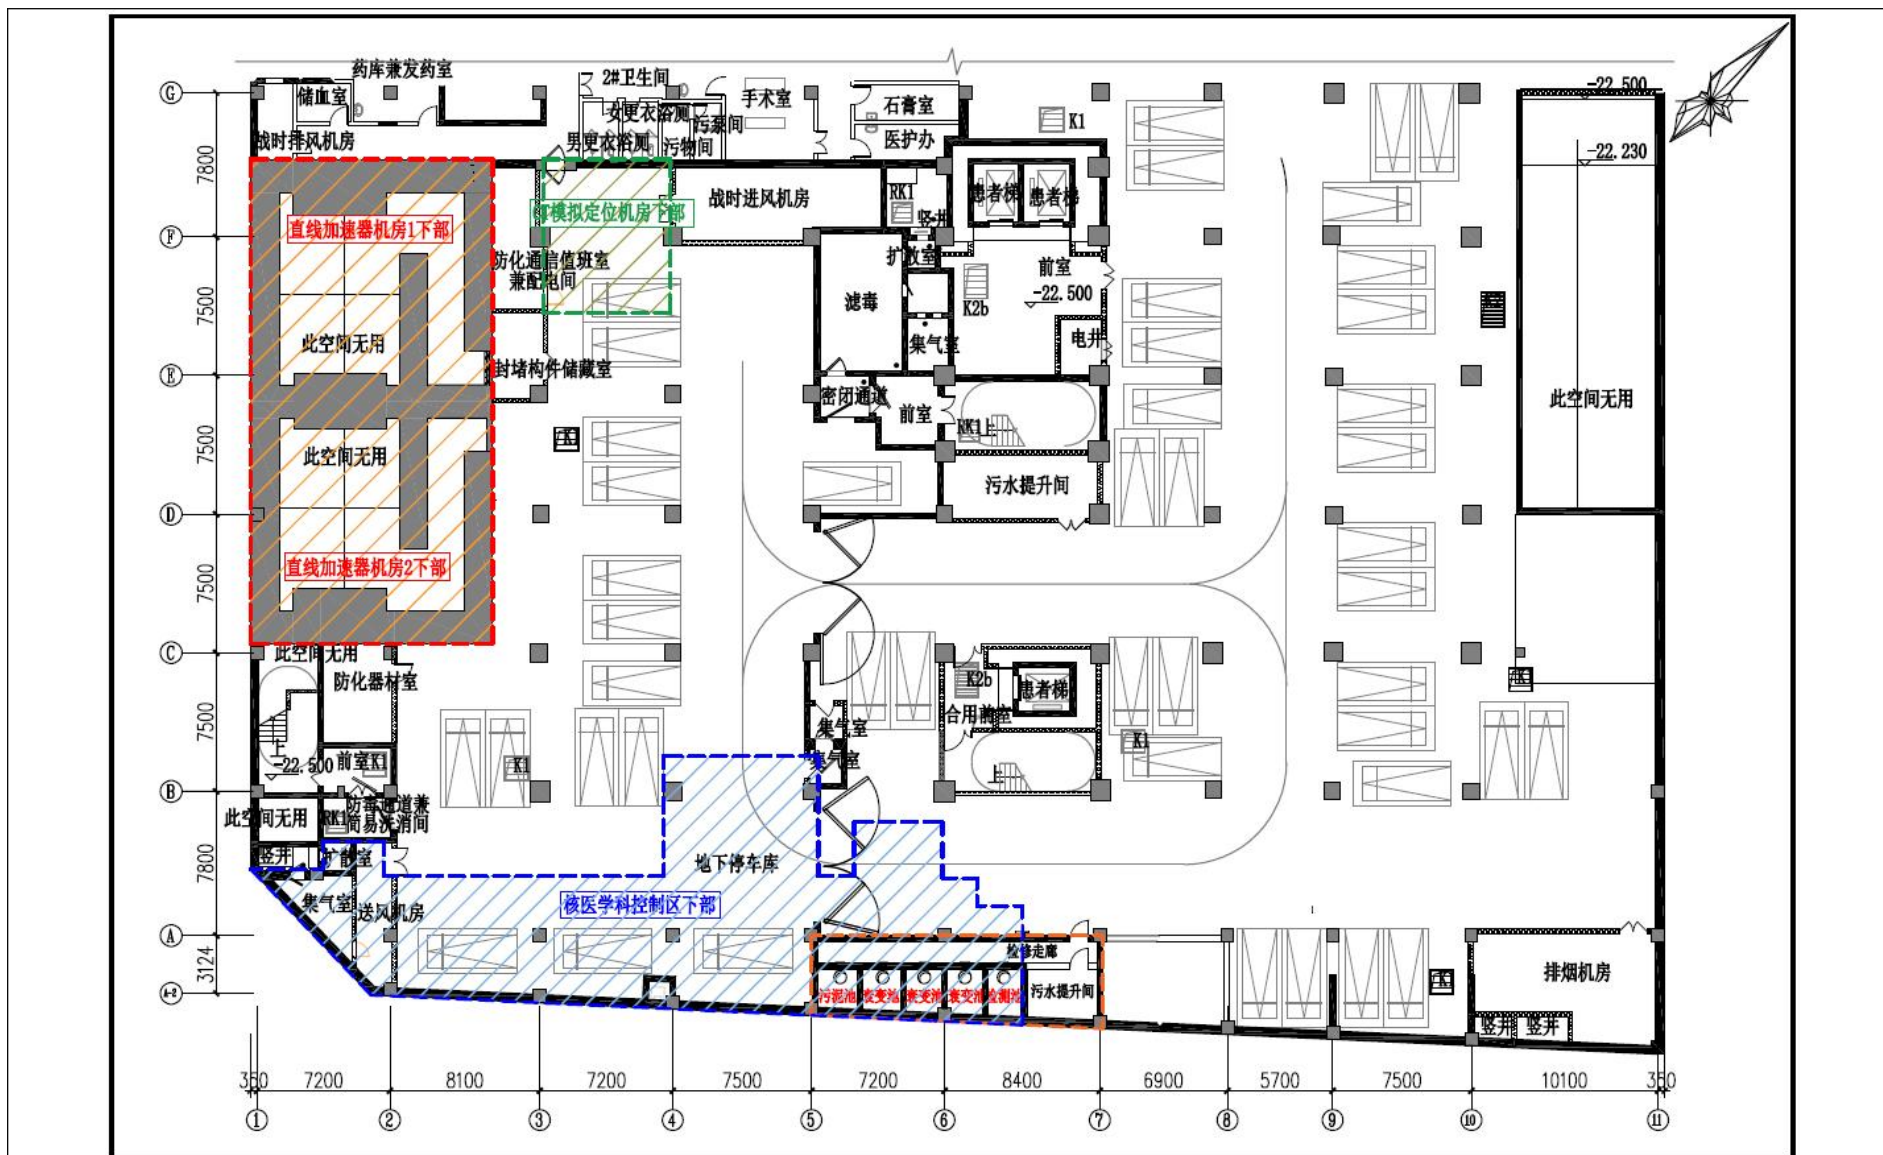 药库兼发药室
储血室
战时排风机房
2#卫生间
女更衣浴厕
男更衣浴厕
污泵间
污物间
手术室
石膏室
医护办
K1
-22.500
-22.230
G
7800
F
7500
E
7500
D
7500
C
7500
B
7800
A
3124
A-2
直线加速器机房1下部
此空间无用
此空间无用
直线加速器机房2下部
模拟定位机房下部
战时进风机房
RK1
竖井
患者梯
患者梯
防化通信值班室
兼配电间
扩散室
前室
-22.500
滤毒
K2b
集气室
电井
封堵构件储藏室
密闭通道
前室
RK1
上
污水提升间
此空间无用
K1
此空间无用
防化器材室
上
-22.500
前室
K1
此空间无用
RK1
防毒通道兼
简易洗消间
竖井
扩散室
集气室
送风机房
K1
集气室
集气室
K2b
患者梯
合用前室
上
K1
K1
地下停车库
核医学科控制区下部
检修走廊
污泥池
衰变池
衰变池
衰变池
检测池
污水提升间
K1
排烟机房
竖井
竖井
350
7200
8100
7200
7500
7200
8400
6900
5700
7500
10100
350
1
2
3
4
5
6
7
8
9
10
11